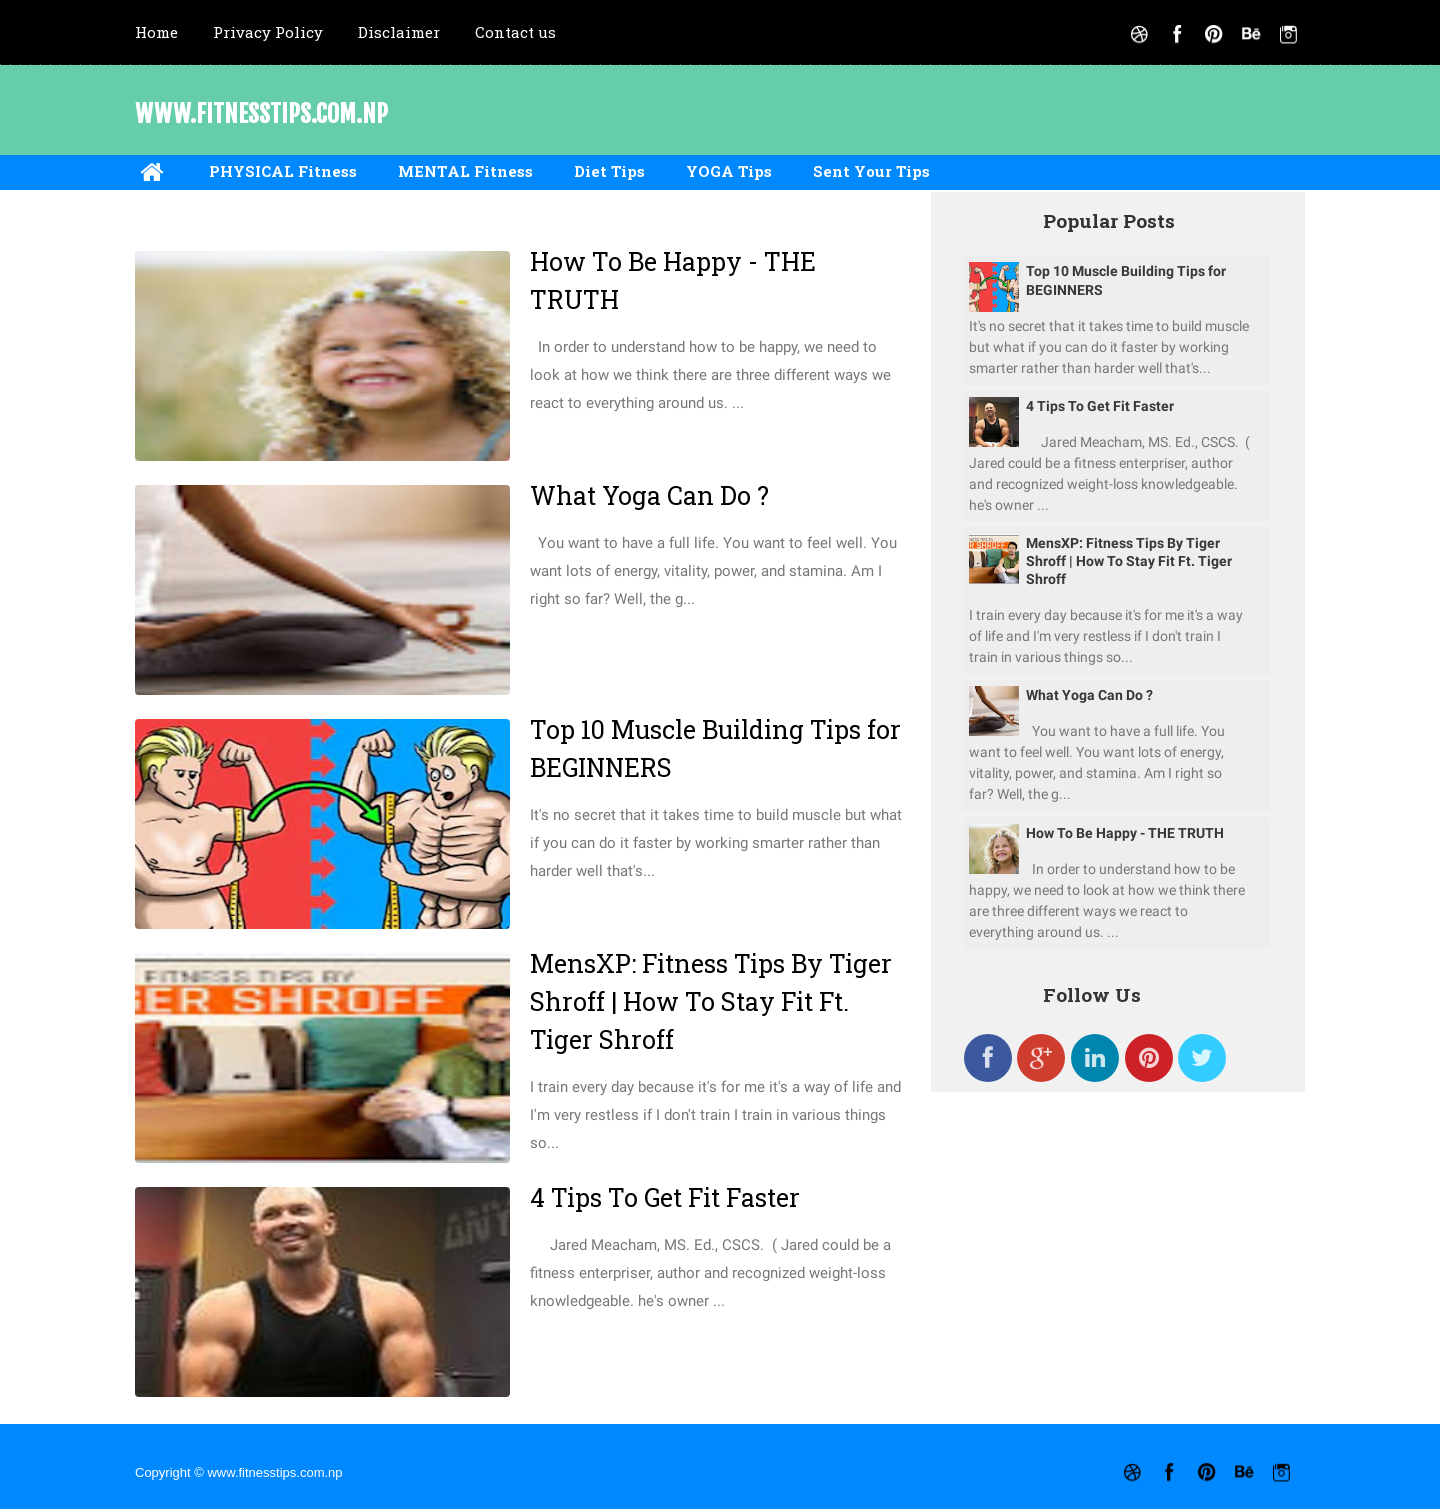 Home Privacy Policy Disclaimer Contact us
WWW.FITNESSTIPS.COM.NP
PHYSICAL Fitness MENTAL Fitness Diet Tips YOGA Tips Sent Your Tips
How To Be Happy - THE
TRUTH
In order to understand how to be happy, we need to
look at how we think there are three different ways we
react to everything around us. ...
What Yoga Can Do ?
You want to have a full life. You want to feel well. You
want lots of energy, vitality, power, and stamina. Am I
right so far? Well, the g...
Top 10 Muscle Building Tips for
BEGINNERS
It's no secret that it takes time to build muscle but what
if you can do it faster by working smarter rather than
harder well that's...
FITNESS TIPS BY
GER SHROFF
MensXP: Fitness Tips By Tiger
Shroff | How To Stay Fit Ft.
Tiger Shroff
I train every day because it's for me it's a way of life and
I'm very restless if I don't train I train in various things
so...
4 Tips To Get Fit Faster
Jared Meacham, MS. Ed., CSCS. ( Jared could be a
fitness enterpriser, author and recognized weight-loss
knowledgeable. he's owner ...
Popular Posts
Top 10 Muscle Building Tips for
BEGINNERS
It's no secret that it takes time to build muscle
but what if you can do it faster by working
smarter rather than harder well that's...
4 Tips To Get Fit Faster
Jared Meacham, MS. Ed., CSCS. (
Jared could be a fitness enterpriser, author
and recognized weight-loss knowledgeable.
he's owner ...
MensXP: Fitness Tips By Tiger
Shroff | How To Stay Fit Ft. Tiger
Shroff
I train every day because it's for me it's a way
of life and I'm very restless if I don't train I
train in various things so...
What Yoga Can Do ?
You want to have a full life. You
want to feel well. You want lots of energy,
vitality, power, and stamina. Am I right so
far? Well, the g...
How To Be Happy - THE TRUTH
In order to understand how to be
happy, we need to look at how we think there
are three different ways we react to
everything around us. ...
Follow Us
Copyright © www.fitnesstips.com.np